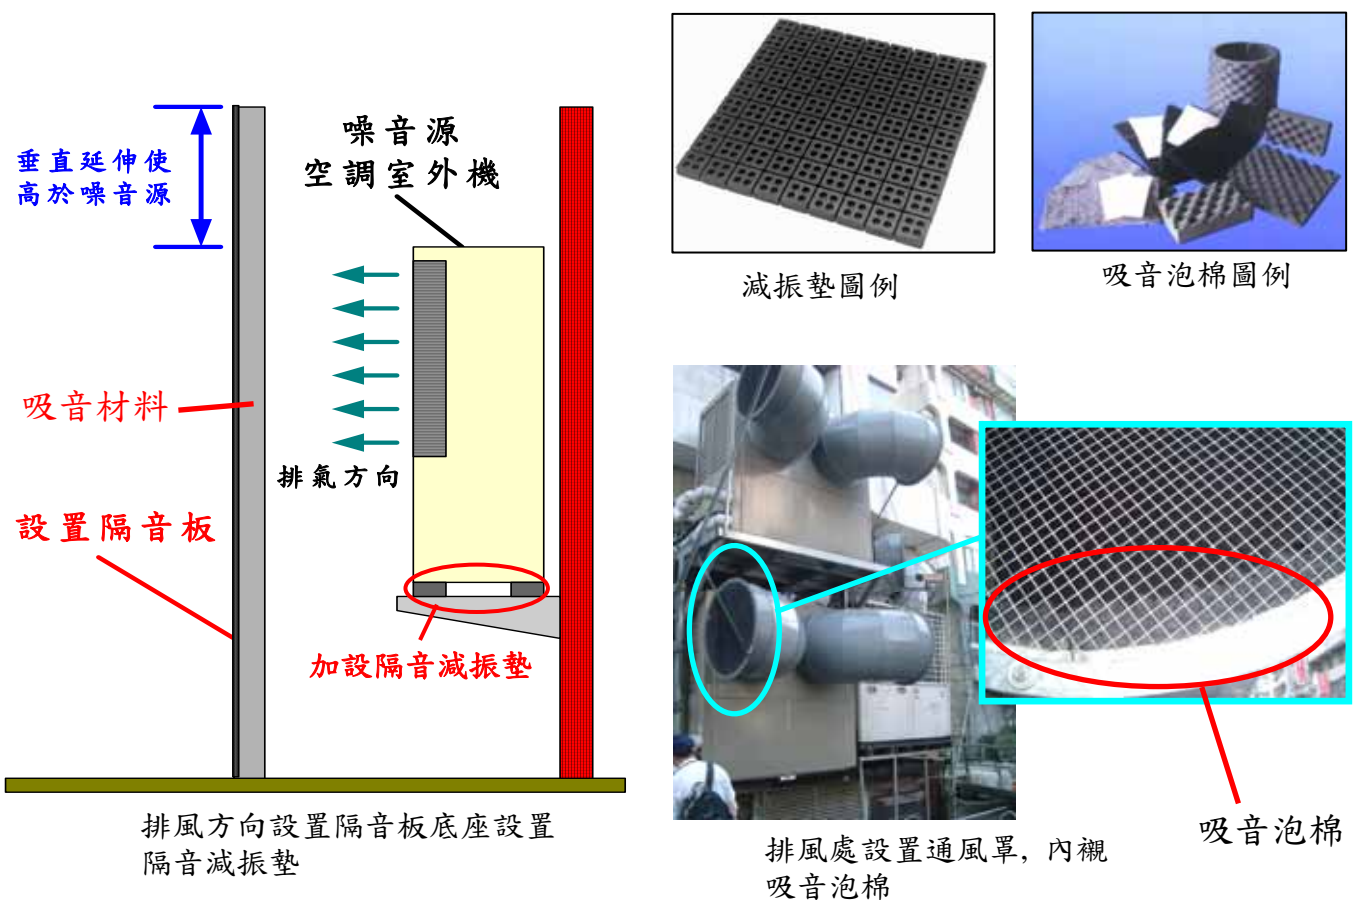 垂直延伸使
高於噪音源
噪音源
空調室外機
吸音材料
排氣方向
設置隔音板
加設隔音減振墊
排風方向設置隔音板底座設置
隔音減振墊
減振墊圖例
吸音泡棉圖例
吸音泡棉
排風處設置通風罩, 內襯
吸音泡棉